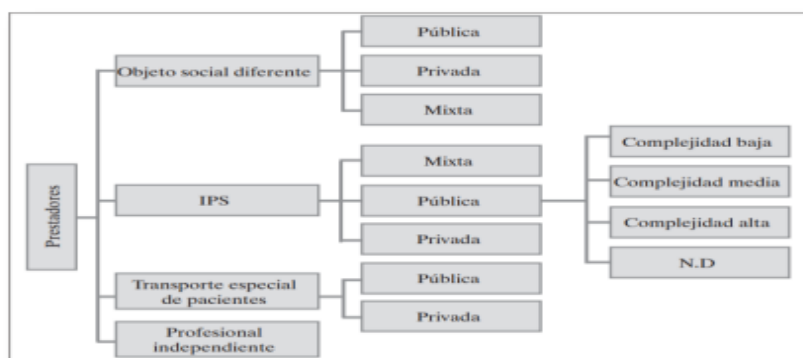 Prestadores
Objeto social diferente
Pública
Privada
Mixta
IPS
Mixta
Pública
Complejidad baja
Complejidad media
Complejidad alta
N.D
Privada
Transporte especial
de pacientes
Pública
Privada
Profesional
independiente